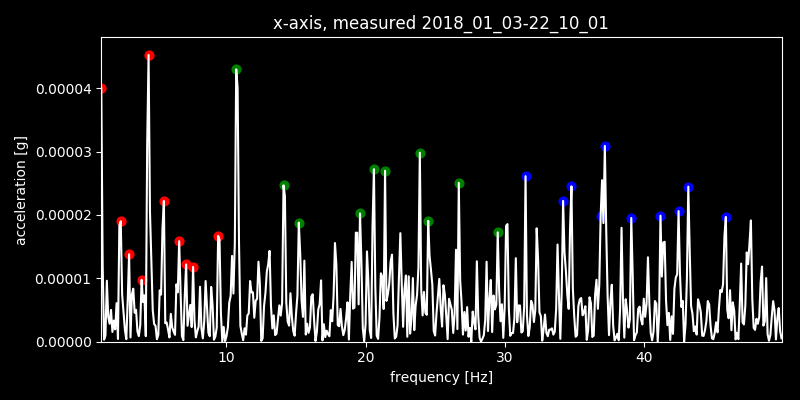 x-axis, measured 2018_01_03-22_10_01
acceleration [g]
0.00004
0.00003
0.00002
0.00001
0.00000
10 20 30 40
frequency [Hz]